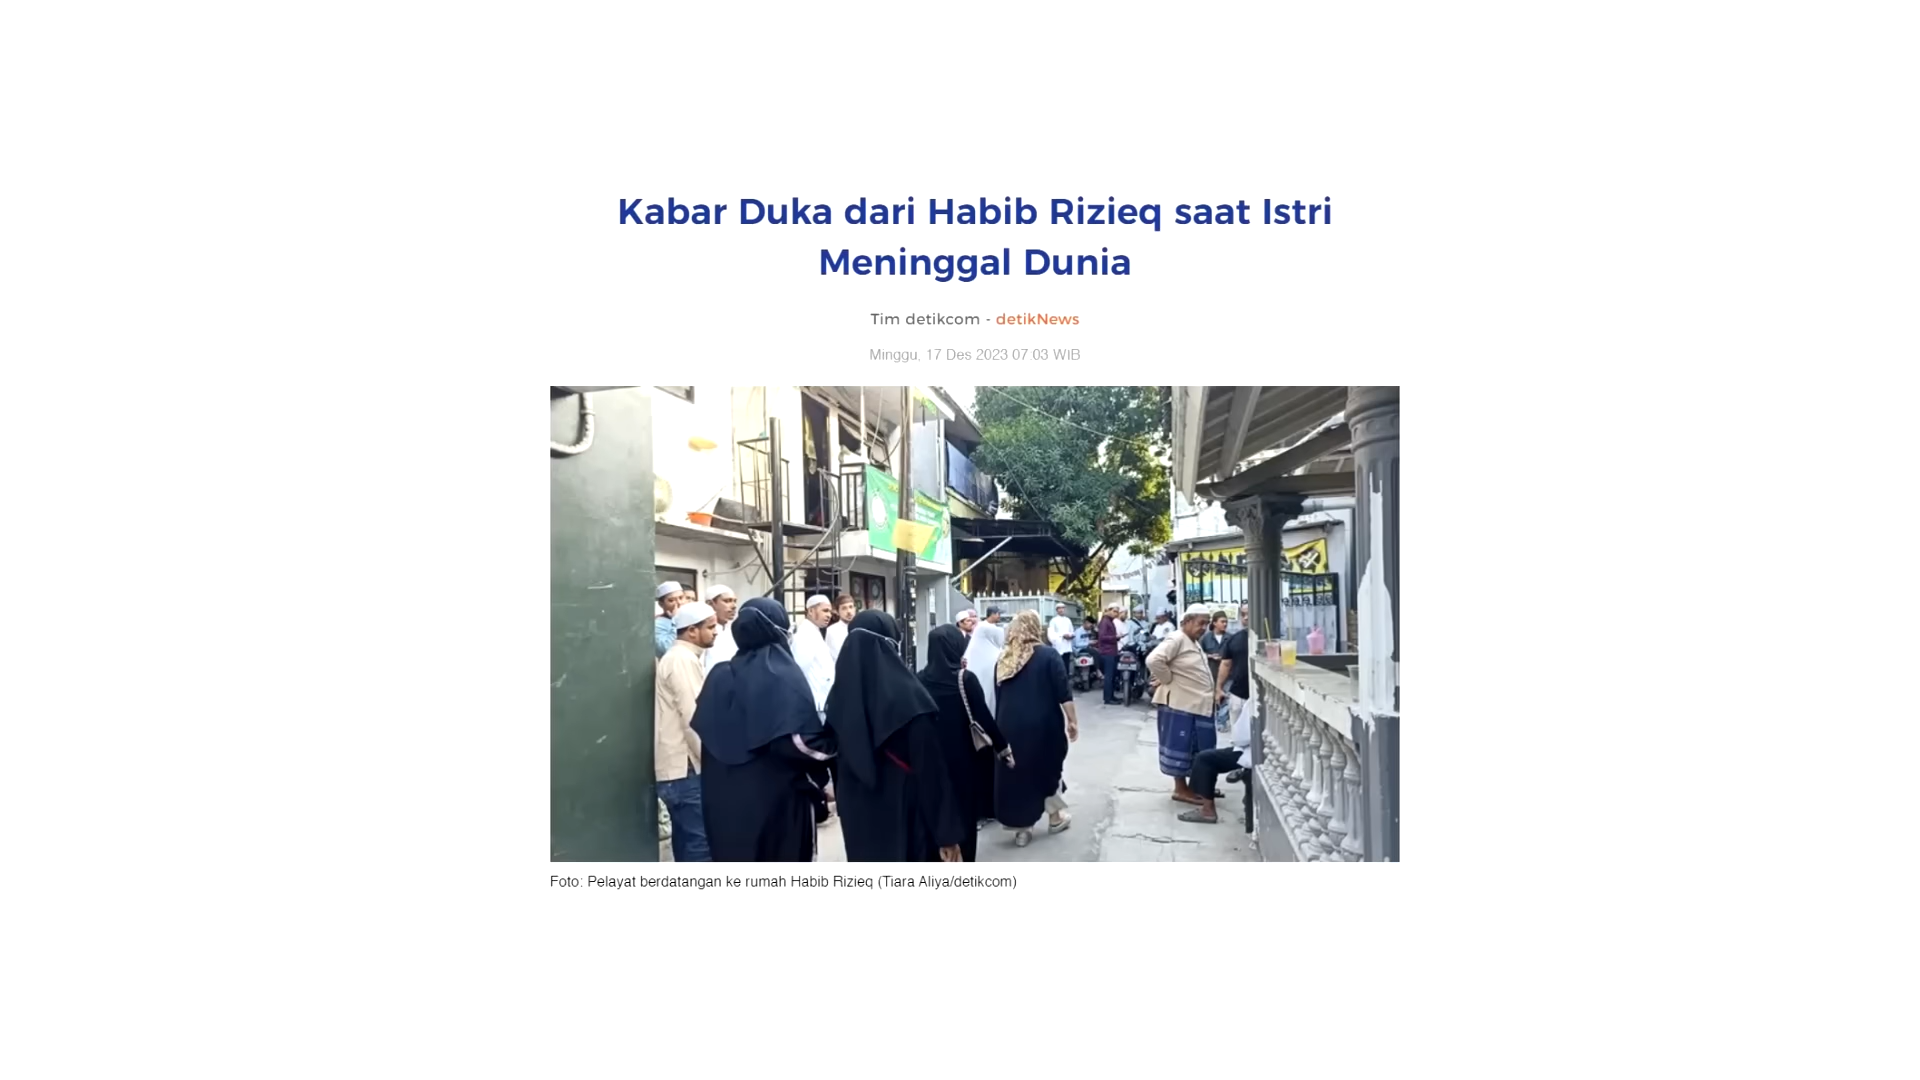 Kabar Duka dari Habib Rizieq saat Istri
Meninggal Dunia
Tim detikcom - detikNews
Minggu, 17 Des 2023 07:03 WIB
Foto: Pelayat berdatangan ke rumah Habib Rizieq (Tiara Aliya/detikcom)